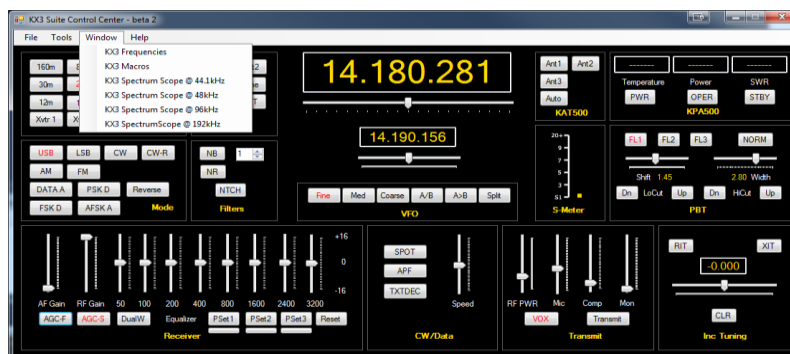 KX3 Suite Control Center - beta 2
File Tools Window Help
KX3 Frequencies
KX3 Macros
KX3 Spectrum Scope @ 44.1kHz
KX3 Spectrum Scope @ 48kHz
KX3 Spectrum Scope @ 96kHz
KX3 SpectrumScope @ 192kHz
160m
30m
12m
Xvtr 1
14.180.281
14.190.156
Fine Med Coarse A/B A>B Split
VFO
Ant1 Ant2
Ant3
Auto
KAT500
------- ------- -------
Temperature Power SWR
PWR OPER STBY
KPA500
USB LSB CW CW-R
AM FM
DATA A PSK D Reverse
FSK D AFSK A Mode
NB 1
NR
NTCH
Filters
20+
9
7
5
3
S1
S-Meter
FL1 FL2 FL3 NORM
Shift 1.45 2.80 Width
Dn LoCut Up Dn HiCut Up
PBT
+16
0
-16
AF Gain RF Gain 50 100 200 400 800 1600 2400 3200
AGC-F AGC-S DualW Equalizer PSet1 PSet2 PSet3 Reset
Receiver
SPOT
APF
TXTDEC
Speed
CW/Data
RF PWR Mic Comp Mon
VOX Transmit
Transmit
RIT XIT
-0.000
CLR
Inc Tuning